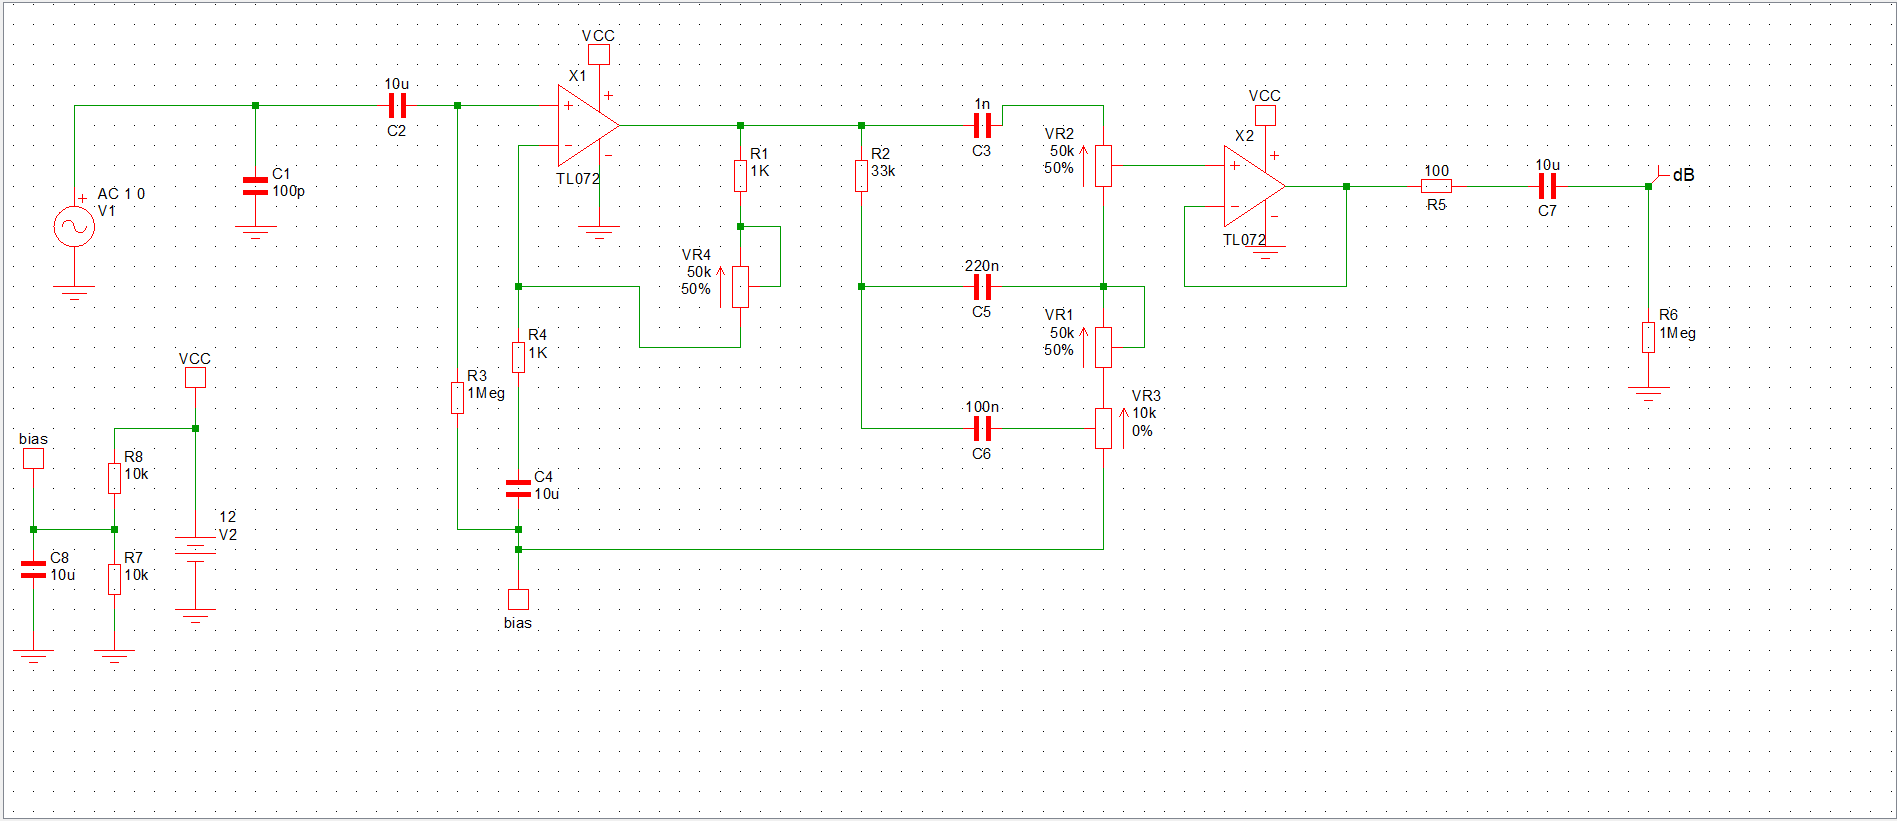 VCC
X1
10u
C2
+
+
−
−
TL072
C1
100p
+
AC 1 0
V1
R1
1K
R2
33k
1n
C3
VR2
50k
50%
VCC
X2
+
+
−
−
TL072
100
R5
10u
C7
dB
VR4
50k
50%
220n
C5
VR1
50k
50%
R6
1Meg
R4
1K
R3
1Meg
VR3
10k
0%
100n
C6
VCC
bias
R8
10k
C4
10u
12
V2
C8
10u
R7
10k
bias